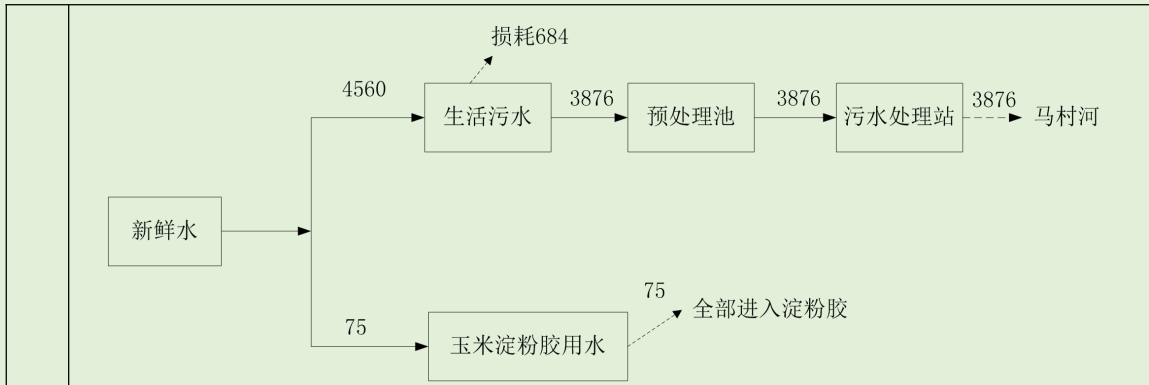 损耗684
4560
生活污水
3876
预处理池
3876
污水处理站
3876
马村河
新鲜水
75
玉米淀粉胶用水
75
全部进入淀粉胶